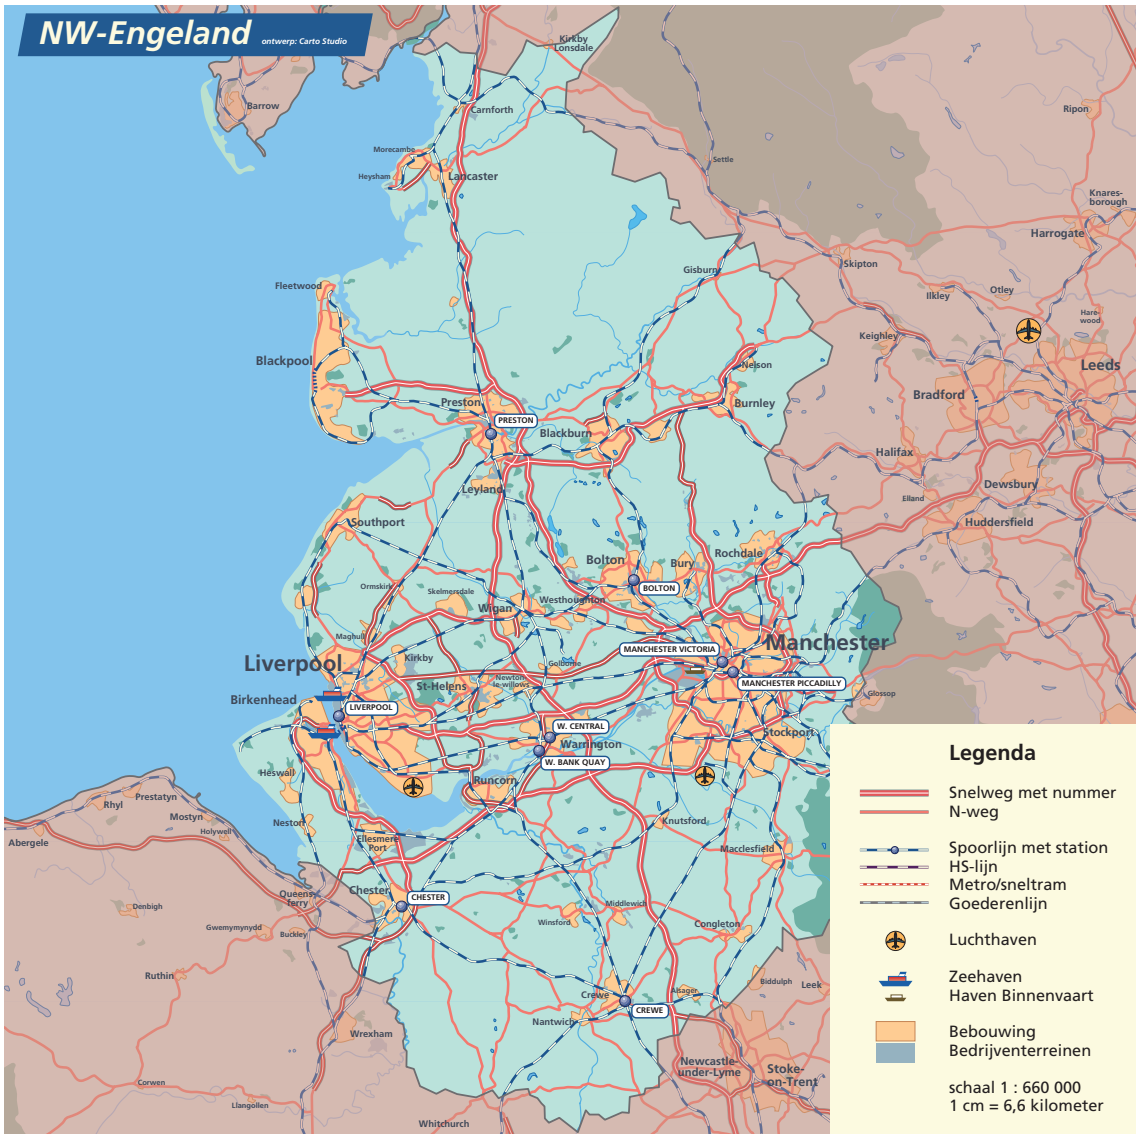 NW-Engeland
ontwerp: Carto Studio
Kirkby
Lonsdale
Barrow
Carnforth
Ripon
Morecambe
Settle
Heysham
Lancaster
Knares-
borough
Harrogate
Skipton
Gisburn
Fleetwood
Ilkley
Otley
Hare-
wood
Keighley
Blackpool
Nelson
Leeds
Bradford
Preston
Burnley
PRESTON
Blackburn
Halifax
Leyland
Dewsbury
Elland
Southport
Huddersfield
Rochdale
Bolton
Bury
Ormskirk
BOLTON
Skelmersdale
Westhoughton
Wigan
Maghull
Manchester
MANCHESTER VICTORIA
Liverpool
Kirkby
Golborne
St-Helens
Newton-
le-willows
MANCHESTER PICCADILLY
Glossop
Birkenhead
LIVERPOOL
W. CENTRAL
Stockport
Warrington
W. BANK QUAY
Heswall
Runcorn
Prestatyn
Rhyl
Mostyn
Neston
Knutsford
Holywell
Abergele
Ellesmere
Port
Macclesfield
Queens-
ferry
Chester
CHESTER
Middlewich
Denbigh
Winsford
Congleton
Gwemymynydd
Buckley
Ruthin
Biddulph
Leek
Crewe
Alsager
CREWE
Nantwich
Wrexham
Newcastle-
under-Lyme
Stoke-
on-Trent
Corwen
Llangollen
Whitchurch
Legenda
Snelweg met nummer
N-weg
Spoorlijn met station
HS-lijn
Metro/sneltram
Goederenlijn
Luchthaven
Zeehaven
Haven Binnenvaart
Bebouwing
Bedrijventerreinen
schaal 1 : 660 000
1 cm = 6,6 kilometer